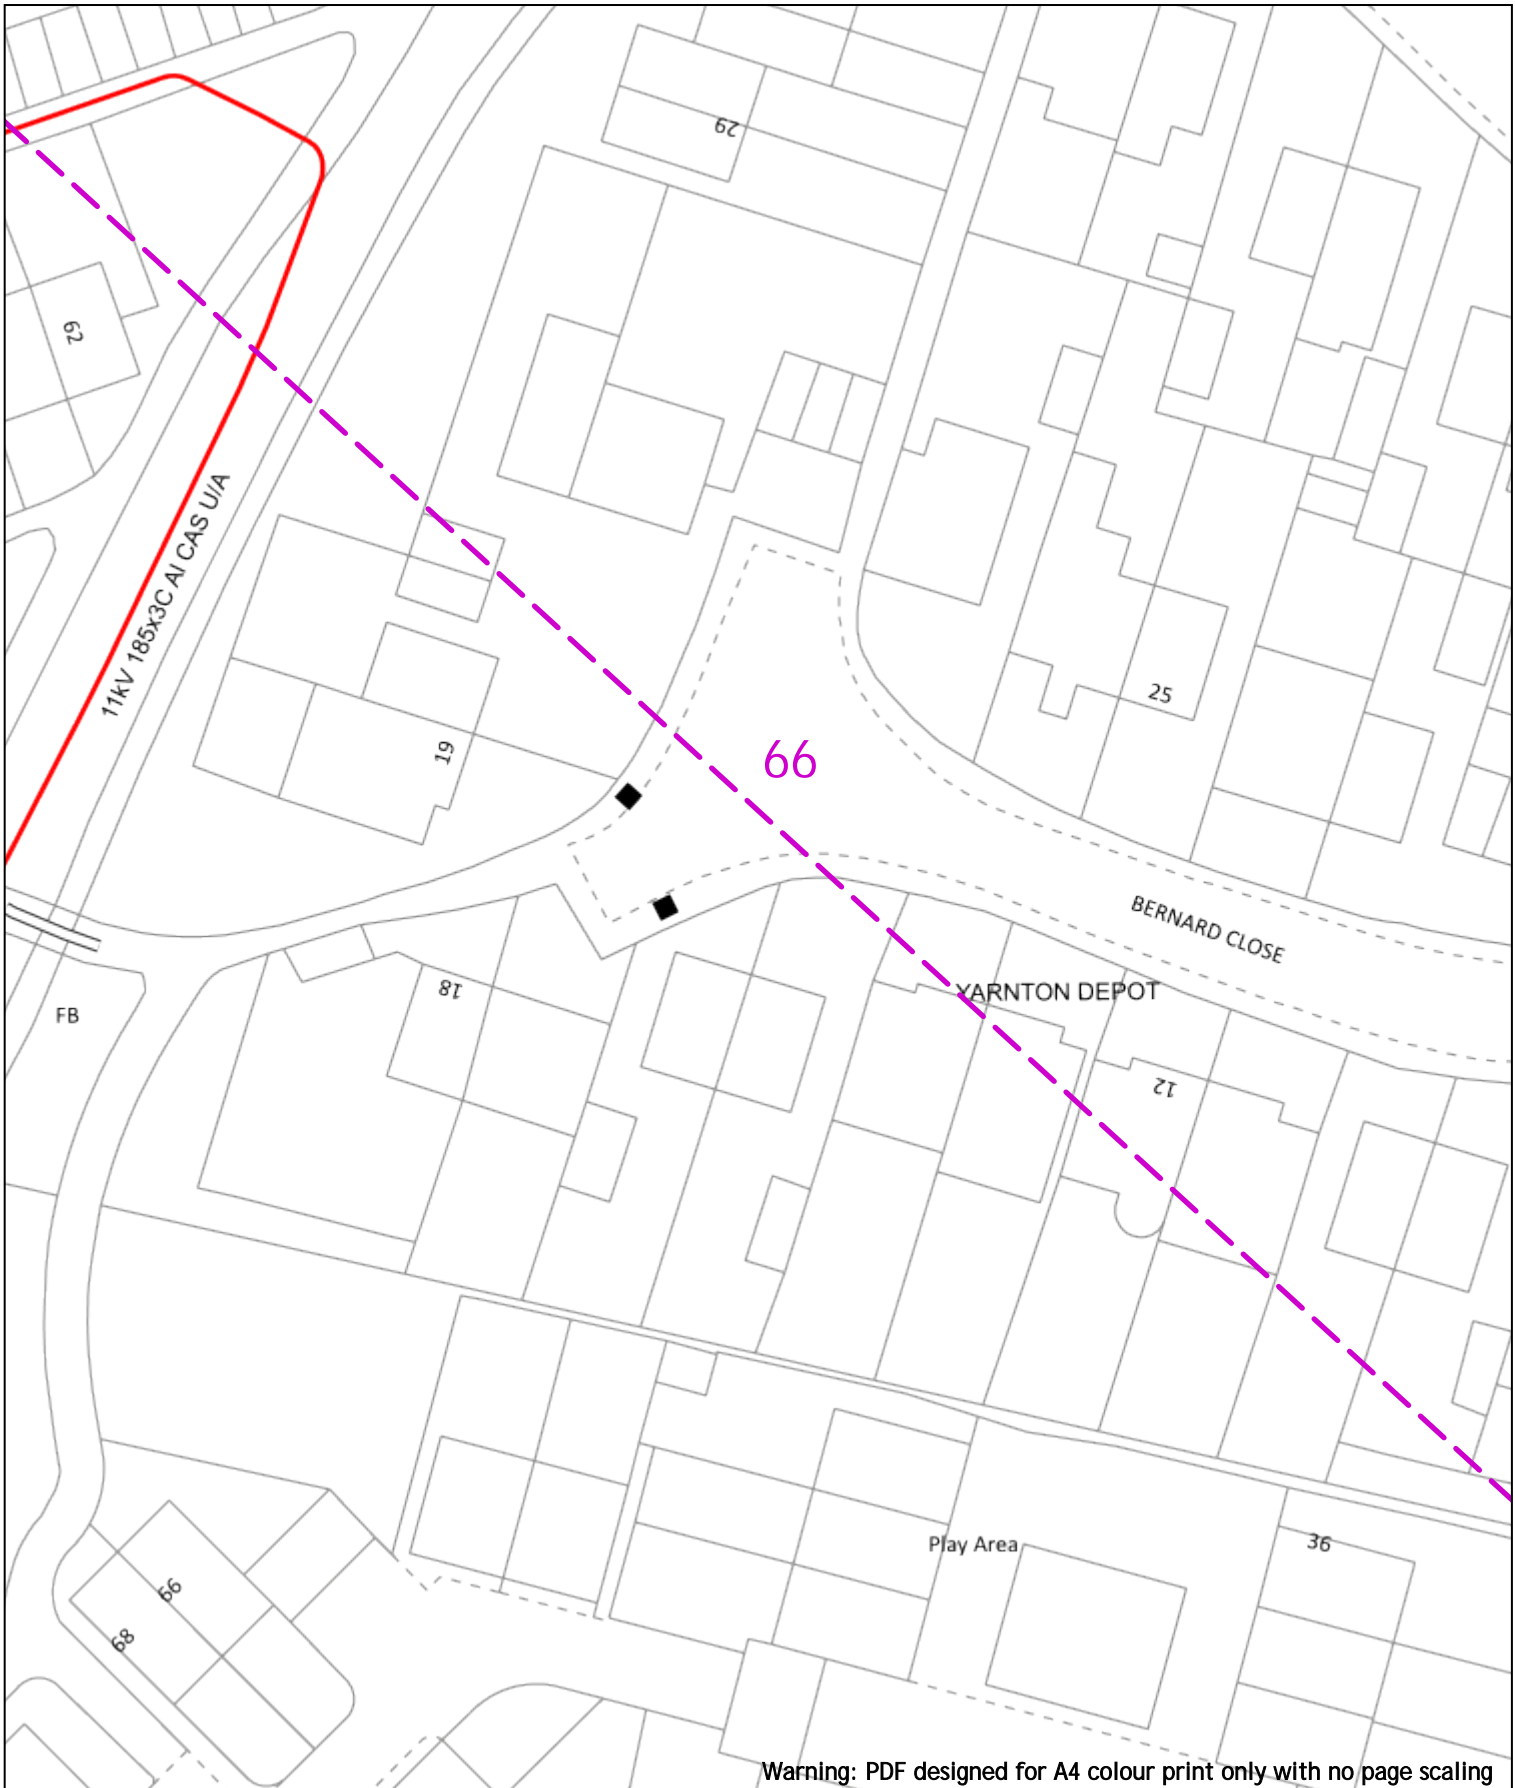 29
62
11kV 185x3C Al CAS U/A
25
19
66
BERNARD CLOSE
YARNTON DEPOT
18
FB
12
Play Area
36
66
68
Warning: PDF designed for A4 colour print only with no page scaling